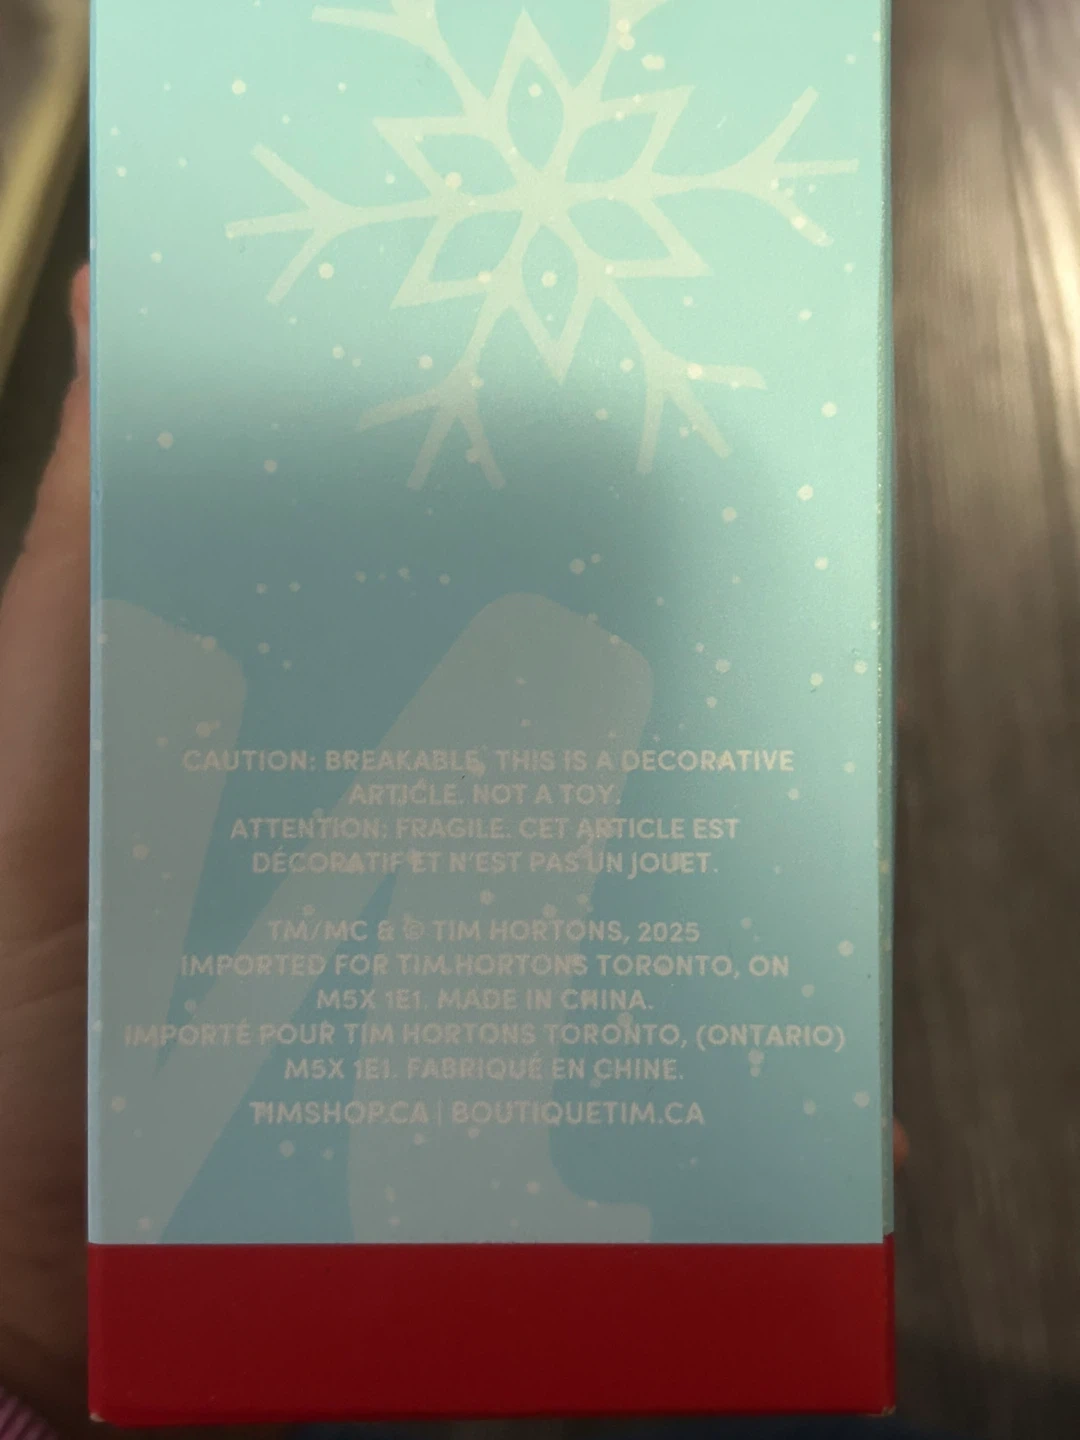 CAUTION: BREAKABLE. THIS IS A DECORATIVE
ARTICLE. NOT A TOY.
ATTENTION: FRAGILE. CET ARTICLE EST
DÉCORATIF ET N'EST PAS UN JOUET.
TM/MC & © TIM HORTONS, 2025
IMPORTED FOR TIM HORTONS TORONTO, ON
M5X 1E1. MADE IN CHINA.
IMPORTÉ POUR TIM HORTONS TORONTO, (ONTARIO)
M5X 1E1. FABRIQUÉ EN CHINE.
TIMSHOP.CA | BOUTIQUETIM.CA